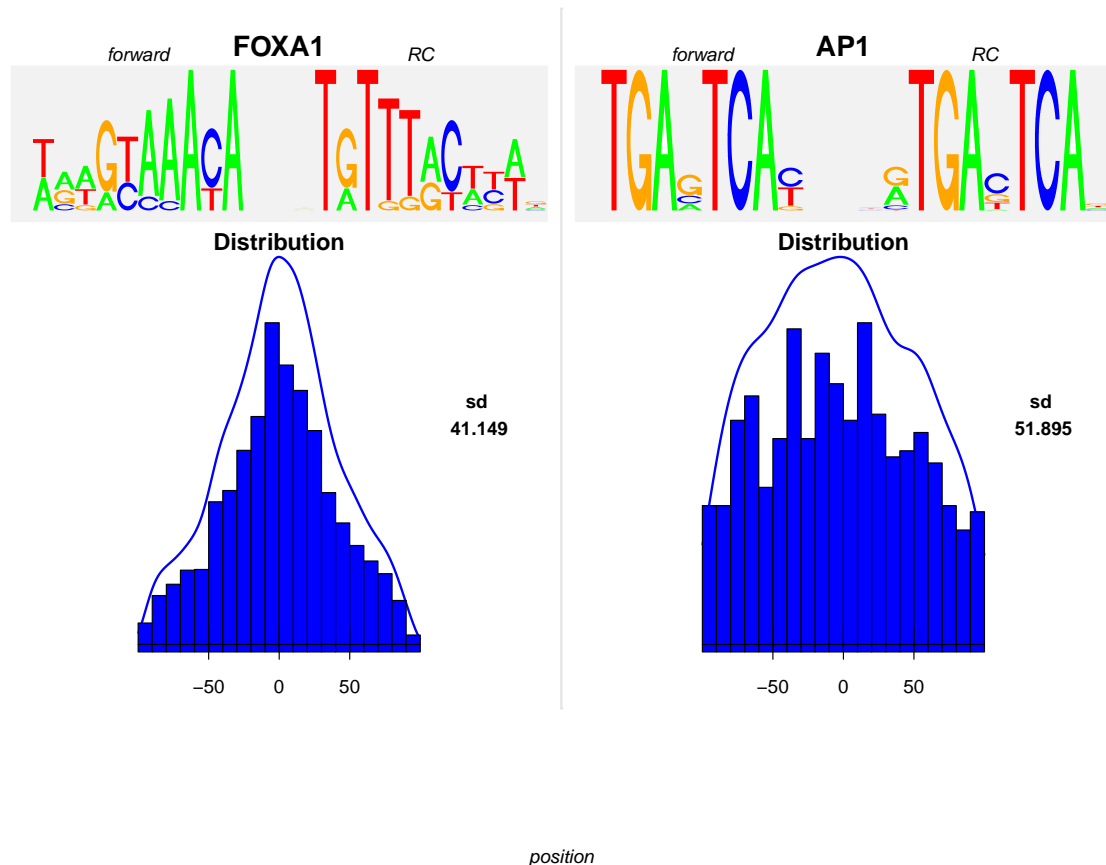 FOXA1
forward RC
Distribution
sd
41.149
−50 0 50
AP1
forward RC
Distribution
sd
51.895
−50 0 50
position